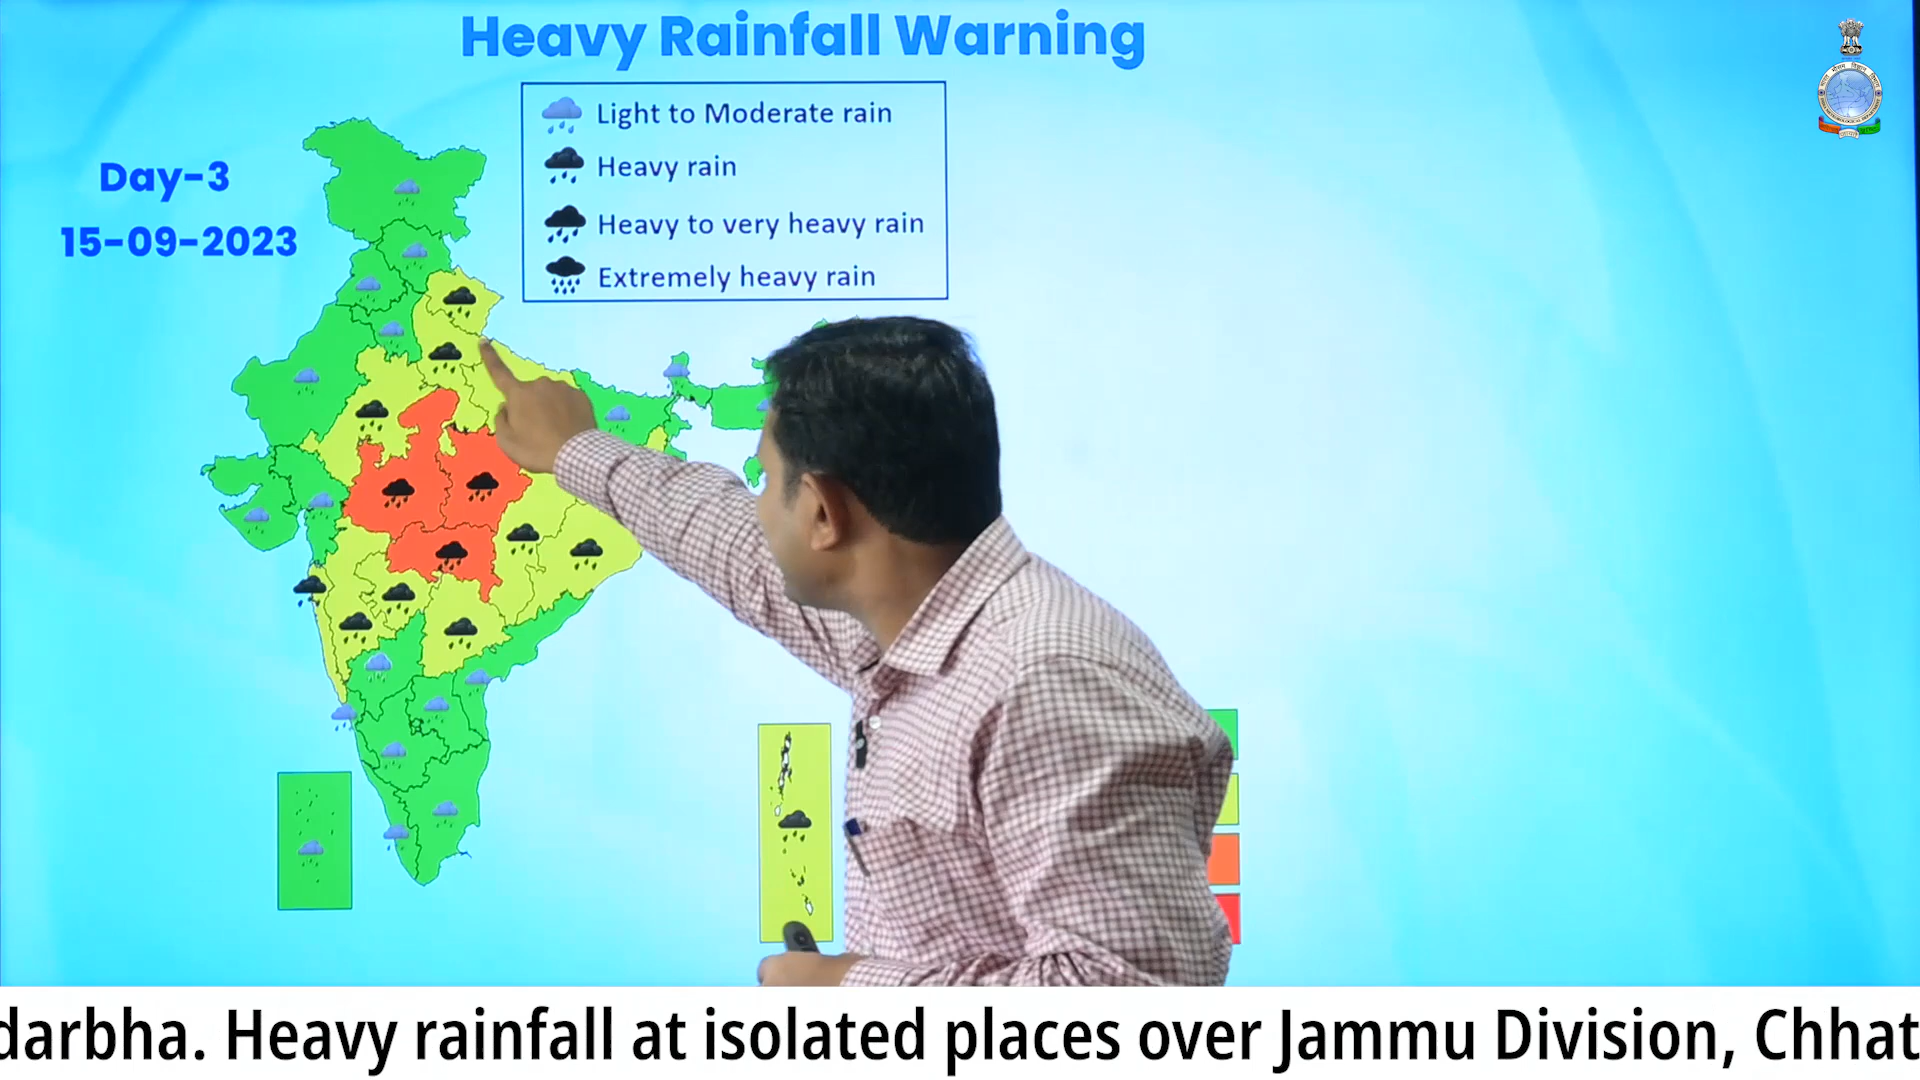 Heavy Rainfall Warning
Light to Moderate rain
Heavy rain
Heavy to very heavy rain
Extremely heavy rain
Day-3
15-09-2023
darbha. Heavy rainfall at isolated places over Jammu Division, Chhat